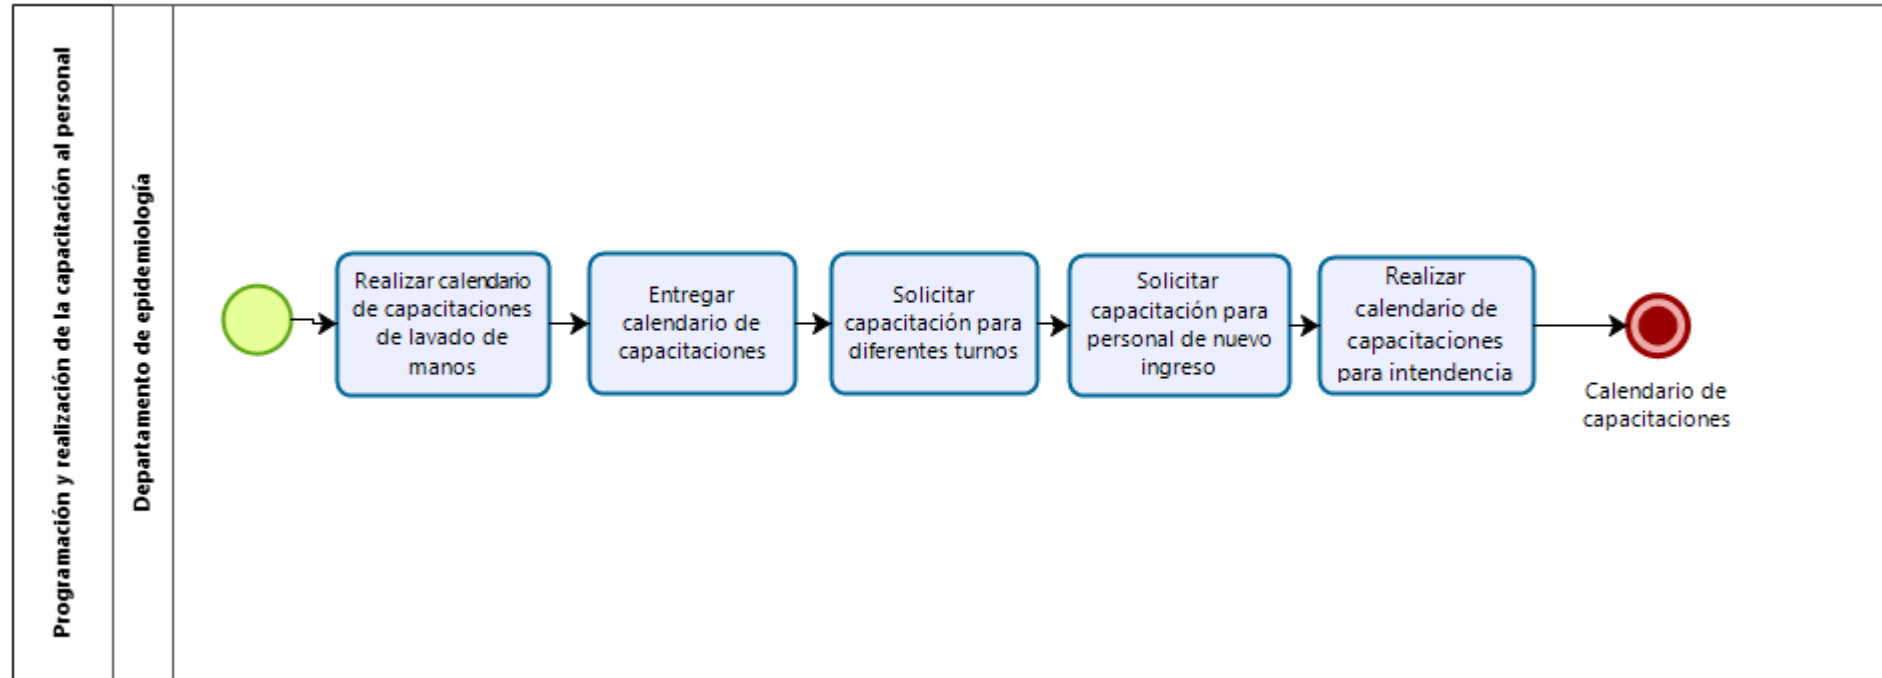 Programación y realización de la capacitación al personal
Departamento de epidemiología
Realizar calendario
de capacitaciones
de lavado de
manos
Entregar
calendario de
capacitaciones
Solicitar
capacitación para
diferentes turnos
Solicitar
capacitación para
personal de nuevo
ingreso
Realizar
calendario de
capacitaciones
para intendencia
Calendario de
capacitaciones